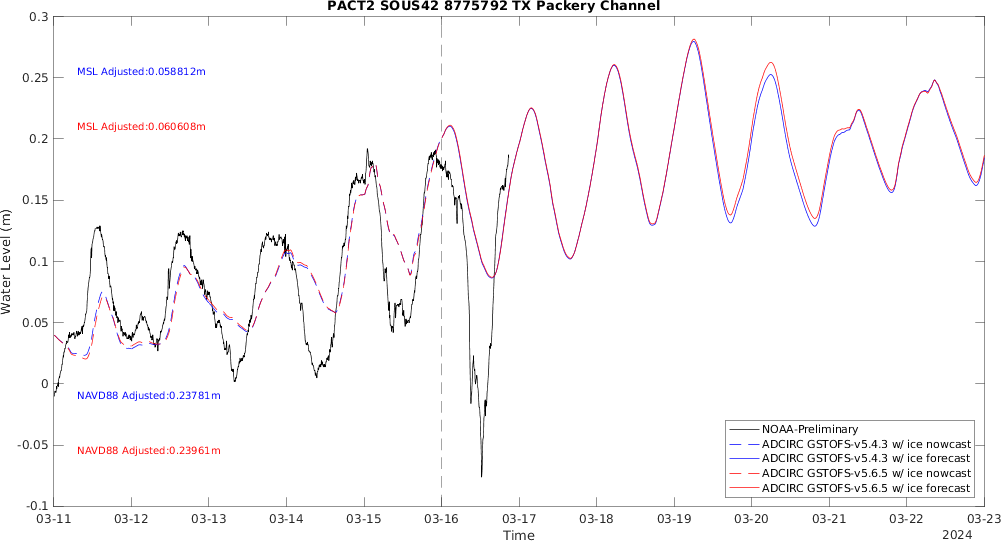 PACT2 SOUS42 8775792 TX Packery Channel
0.3
0.25
0.2
0.15
0.1
0.05
0
-0.05
-0.1
Water Level (m)
MSL Adjusted:0.058812m
MSL Adjusted:0.060608m
NAVD88 Adjusted:0.23781m
NAVD88 Adjusted:0.23961m
NOAA-Preliminary
ADCIRC GSTOFS-v5.4.3 w/ ice nowcast
ADCIRC GSTOFS-v5.4.3 w/ ice forecast
ADCIRC GSTOFS-v5.6.5 w/ ice nowcast
ADCIRC GSTOFS-v5.6.5 w/ ice forecast
03-11 03-12 03-13 03-14 03-15 03-16 03-17 03-18 03-19 03-20 03-21 03-22 03-23
Time
2024